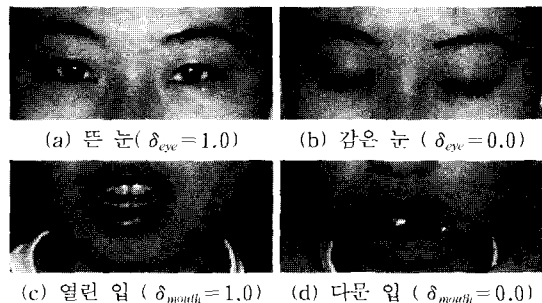 (a) 뜬 눈( δeye = 1.0) (b) 감은 눈 ( δeye = 0.0)
(c) 열린 입 ( δmouth = 1.0) (d) 다문 입 ( δmouth = 0.0)